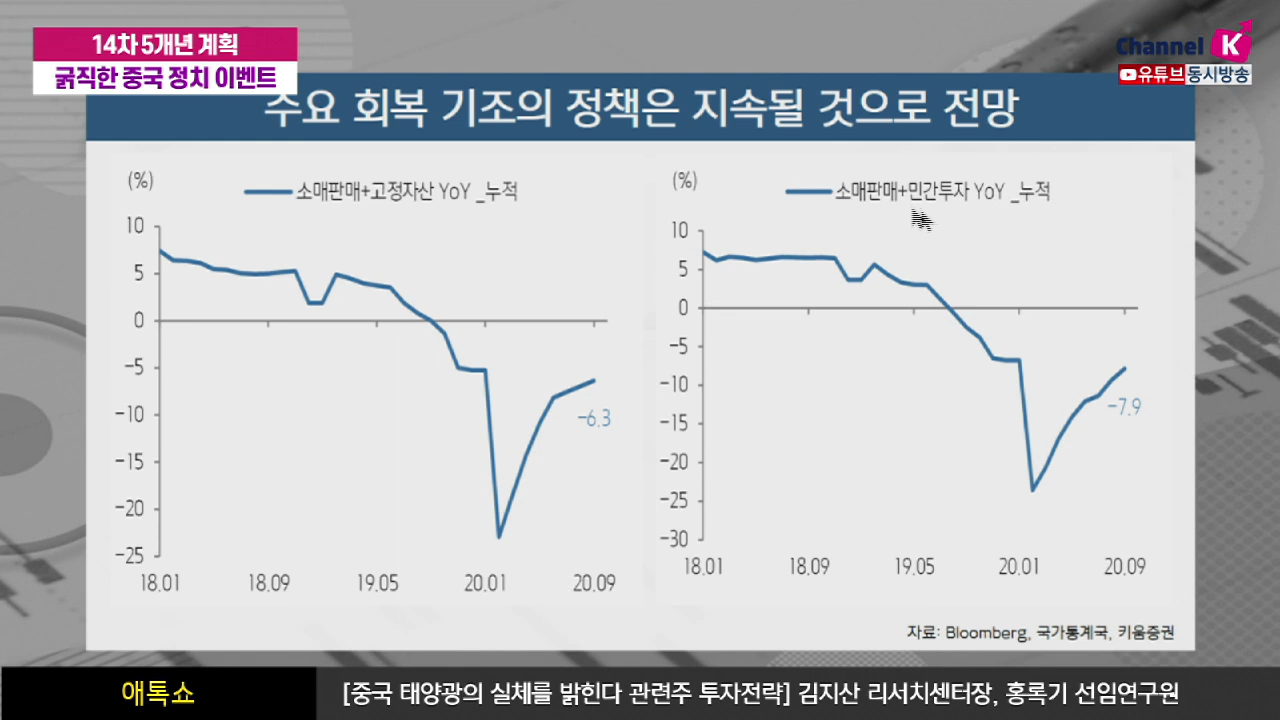 14차 5개년 계획
굵직한 중국 정치 이벤트
Channel K
유튜브 동시방송
수요 회복 기조의 정책은 지속될 것으로 전망
(%)
소매판매+고정자산 YoY _누적
10
5
0
-5
-10
-15
-20
-25
-6.3
18.01 18.09 19.05 20.01 20.09
(%)
소매판매+민간투자 YoY _누적
10
5
0
-5
-10
-15
-20
-25
-30
-7.9
18.01 18.09 19.05 20.01 20.09
자료: Bloomberg, 국가통계국, 키움증권
애톡쇼
[중국 태양광의 실체를 밝힌다 관련주 투자전략] 김지산 리서치센터장, 홍록기 선임연구원